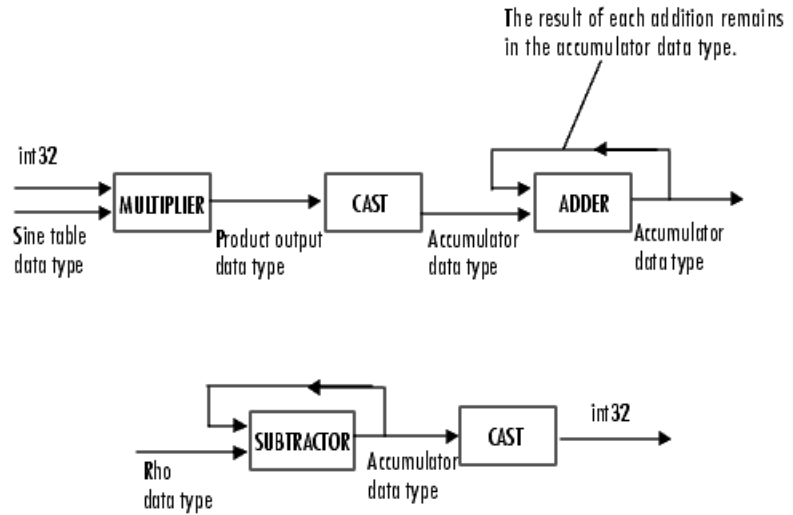 The result of each addition remains
in the accumulator data type.
int32
MULTIPLIER
CAST
ADDER
Sine table
data type
Product output
data type
Accumulator
data type
Accumulator
data type
int32
SUBTRACTOR
CAST
Rho
data type
Accumulator
data type